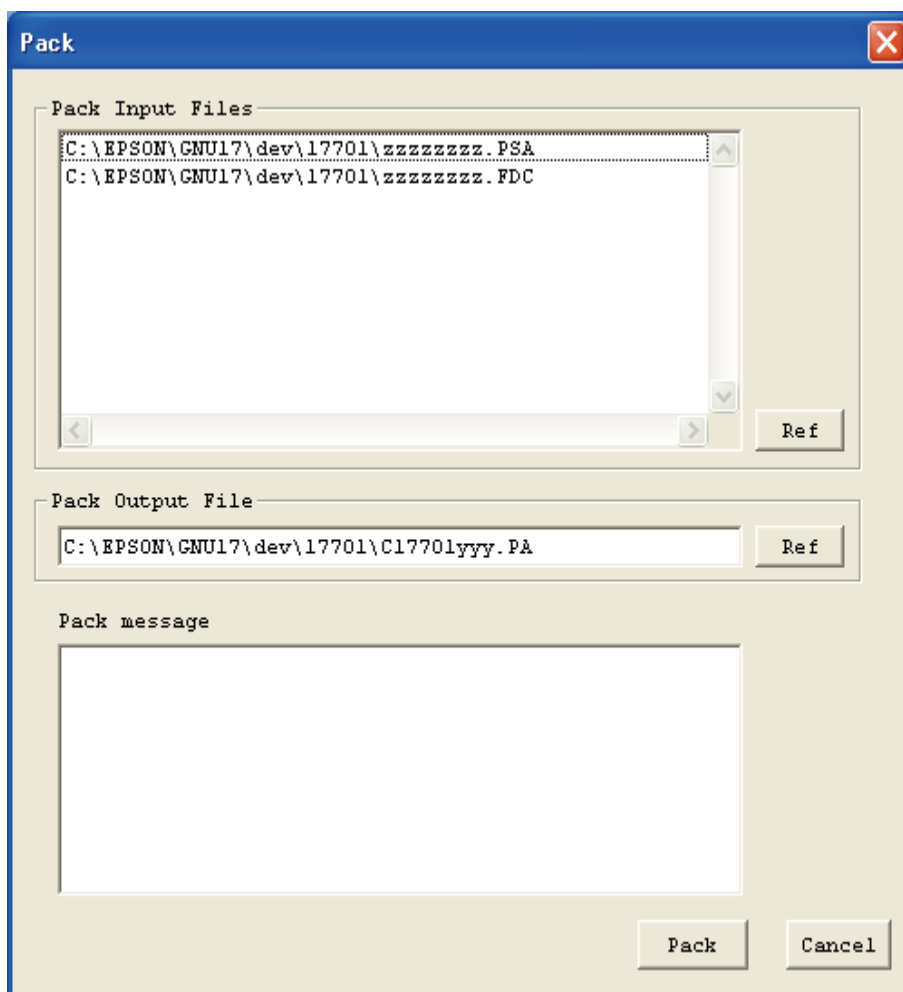 Pack
Pack Input Files
C:\EPSON\GNU17\dev\17701\zzzzzzzz.PSA
C:\EPSON\GNU17\dev\17701\zzzzzzzz.FDC
Ref
Pack Output File
C:\EPSON\GNU17\dev\17701\C17701yyy.PA
Ref
Pack message
Pack
Cancel